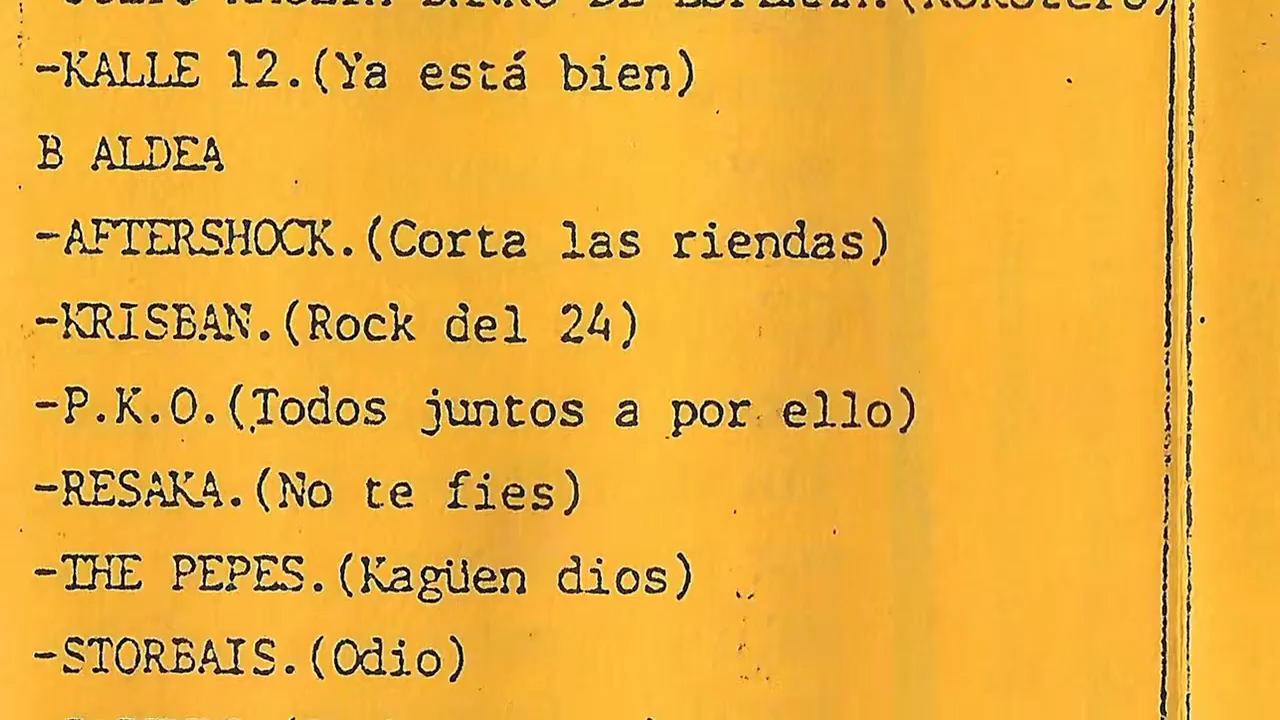 -KALLE 12.(Ya está bien)
B ALDEA
-AFTERSHOCK.(Corta las riendas)
-KRISBAN.(Rock del 24)
-P.K.O.(Todos juntos a por ello)
-RESAKA.(No te fies)
-THE PEPES.(Kagüen dios)
-STORBAIS.(Odio)